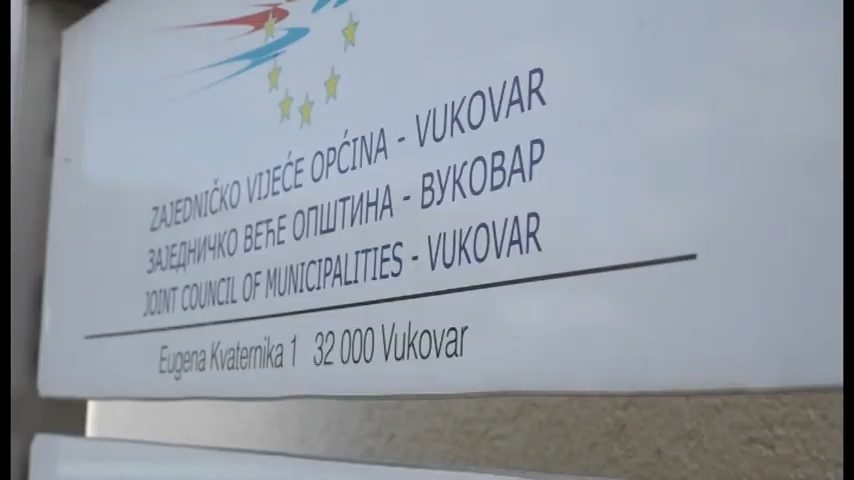 ZAJEDNIČKO VIJEĆE OPĆINA - VUKOVAR
ЗАЈЕДНИЧКО ВЕЋЕ ОПШТИНА - ВУКОВАР
JOINT COUNCIL OF MUNICIPALITIES - VUKOVAR
Eugena Kvaternika 1 32 000 Vukovar